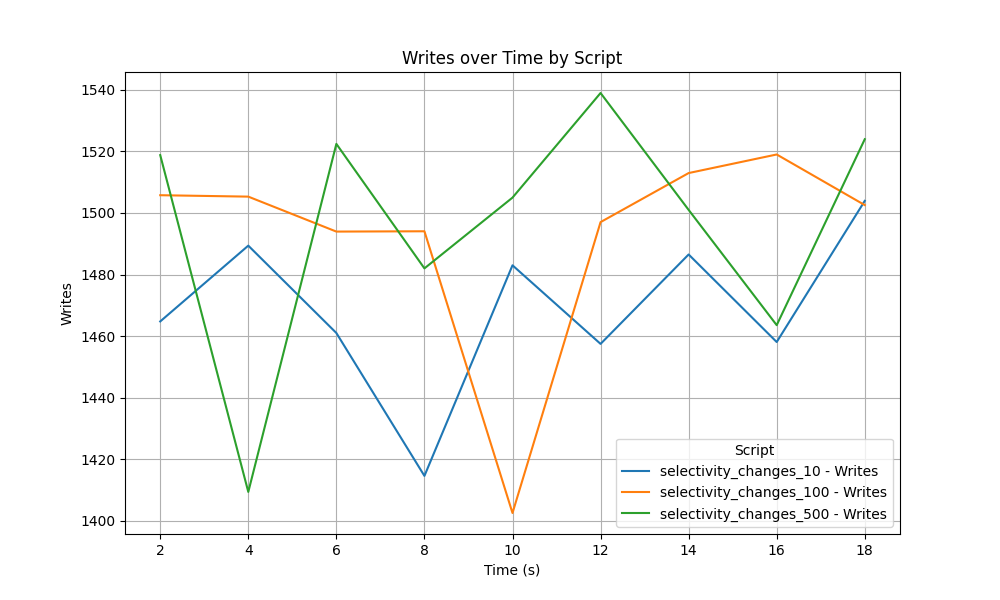 Writes over Time by Script
1540
1520
1500
1480
1460
1440
1420
1400
Writes
2 4 6 8 10 12 14 16 18
Time (s)
Script
selectivity_changes_10 - Writes
selectivity_changes_100 - Writes
selectivity_changes_500 - Writes